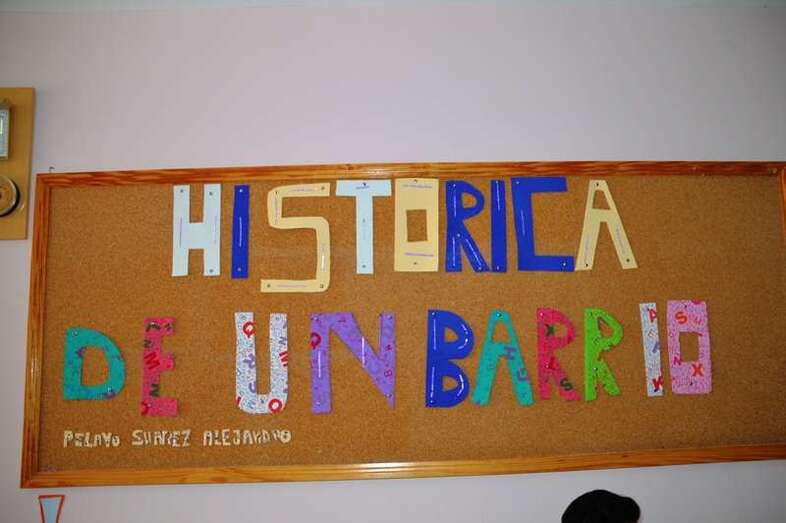 HISTORICA
DE UN BARRIO
PELAYO SUAREZ ALEJANDRO